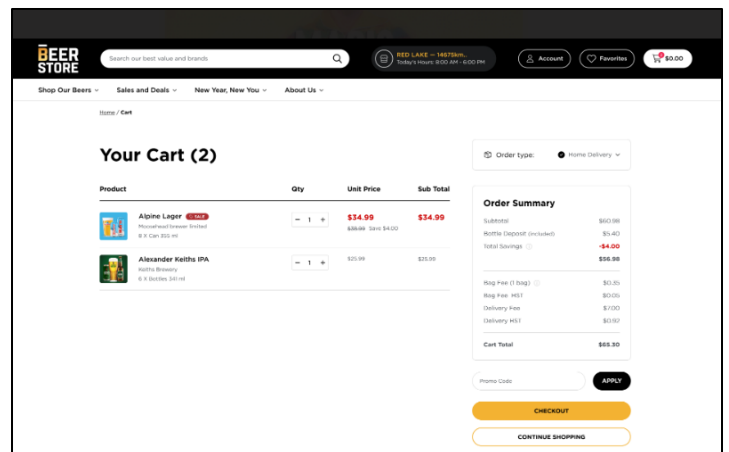 BEER
STORE
Search our best value and brands
RED LAKE — 14675km..
Today's Hours: 9:00 AM - 6:00 PM
Account
Favorites
$0.00
Shop Our Beers
Sales and Deals
New Year, New You
About Us
Home / Cart
Your Cart (2)
Order type:
Home Delivery
Product
Qty
Unit Price
Sub Total
Alpine Lager
Moosehead brewer limited
8 X Can 355 ml
- 1 +
$34.99
$38.99 Save $4.00
$34.99
Alexander Keiths IPA
Keiths Brewery
6 X Bottles 341 ml
- 1 +
$25.99
$25.99
Order Summary
Subtotal
$60.98
Bottle Deposit (included)
$5.40
Total Savings
-$4.00
$56.98
Bag Fee (1 bag)
$0.35
Bag Fee HST
$0.05
Delivery Fee
$7.00
Delivery HST
$0.92
Cart Total
$65.30
Promo Code
APPLY
CHECKOUT
CONTINUE SHOPPING